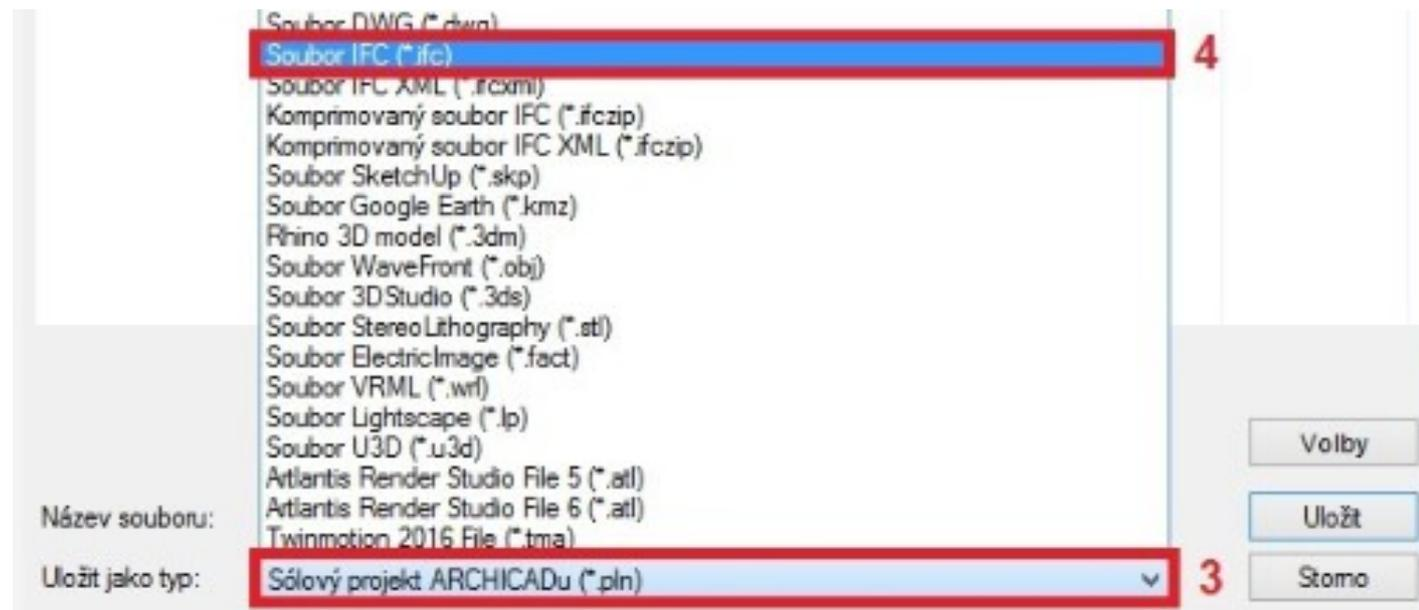 Soubor DWG (*.dwg)
Soubor IFC (*.ifc)
4
Soubor IFC XML (*.ifcxml)
Komprimovaný soubor IFC (*.ifczip)
Komprimovaný soubor IFC XML (*.ifczip)
Soubor SketchUp (*.skp)
Soubor Google Earth (*.kmz)
Rhino 3D model (*.3dm)
Soubor WaveFront (*.obj)
Soubor 3DStudio (*.3ds)
Soubor StereoLithography (*.stl)
Soubor ElectricImage (*.fact)
Soubor VRML (*.wrl)
Soubor Lightscape (*.lp)
Soubor U3D (*.u3d)
Volby
Artlantis Render Studio File 5 (*.atl)
Artlantis Render Studio File 6 (*.atl)
Název souboru:
Uložit
Twinmotion 2016 File (*.tma)
Uložit jako typ:
Sólový projekt ARCHICADu (*.pln)
3
Storno